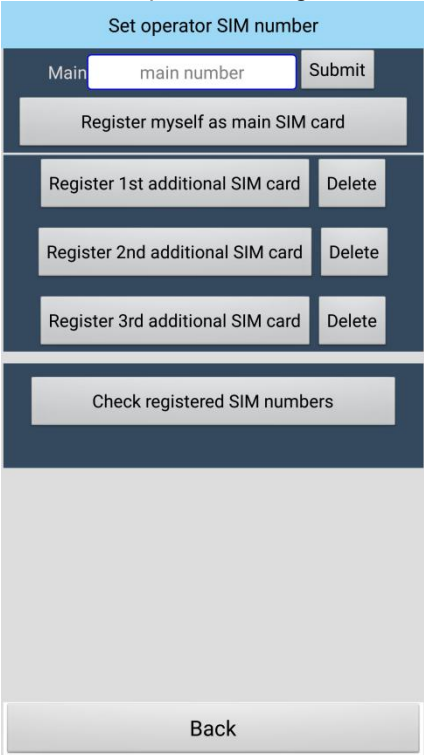 Set operator SIM number
Main main number Submit
Register myself as main SIM card
Register 1st additional SIM card Delete
Register 2nd additional SIM card Delete
Register 3rd additional SIM card Delete
Check registered SIM numbers
Back